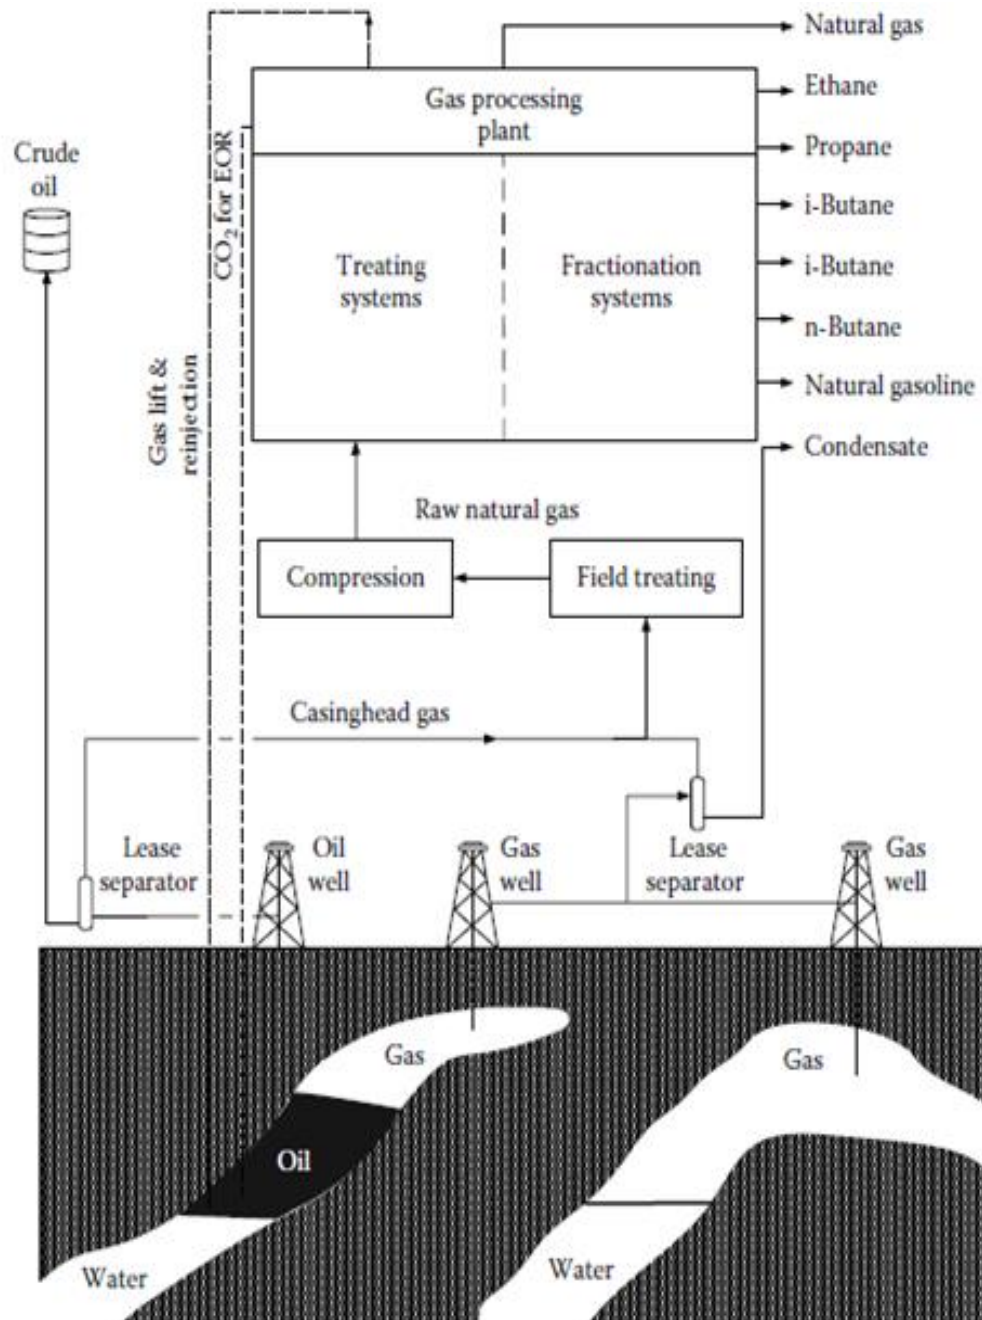 Natural gas
Gas processing
plant
Ethane
Propane
Crude
oil
CO₂ for EOR
i-Butane
Treating
systems
Fractionation
systems
i-Butane
n-Butane
Gas lift &
reinjection
Natural gasoline
Condensate
Raw natural gas
Compression
Field treating
Casinghead gas
Lease
separator
Oil
well
Gas
well
Lease
separator
Gas
well
Gas
Gas
Oil
Water
Water